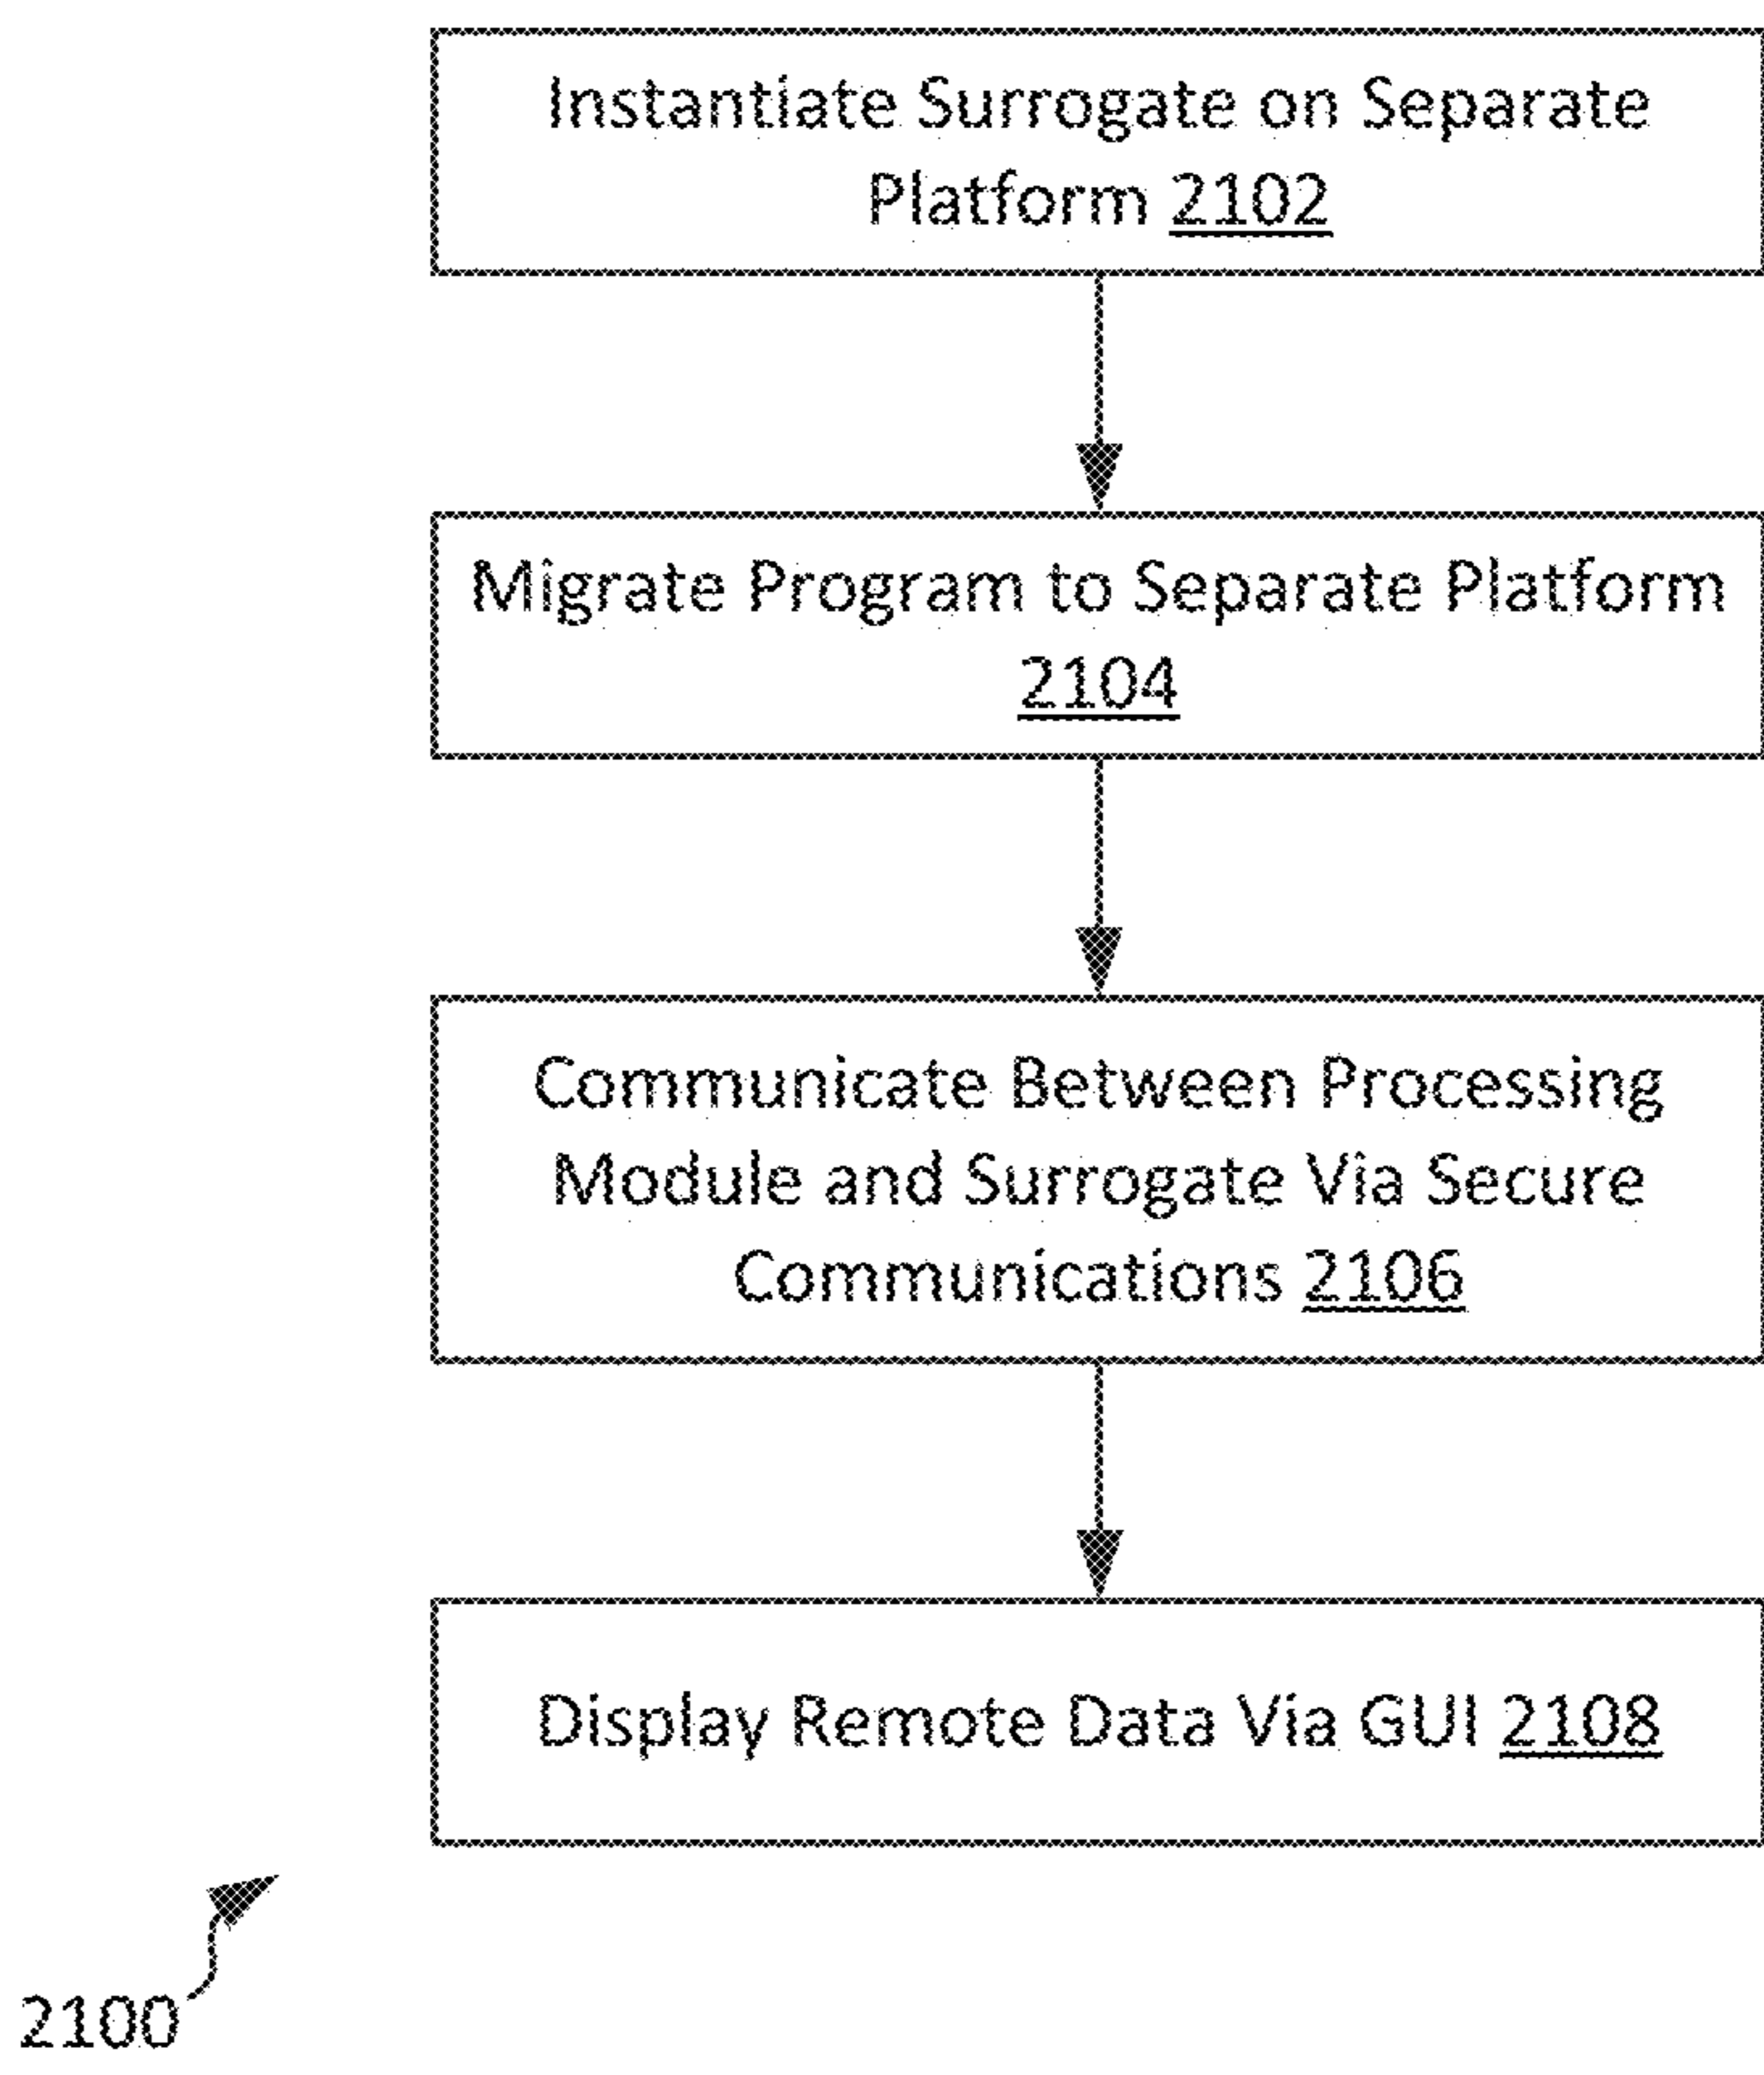 Instantiate Surrogate on Separate
Platform 2102
Migrate Program to Separate Platform
2104
Communicate Between Processing
Module and Surrogate Via Secure
Communications 2106
Display Remote Data Via GUI 2108
2100